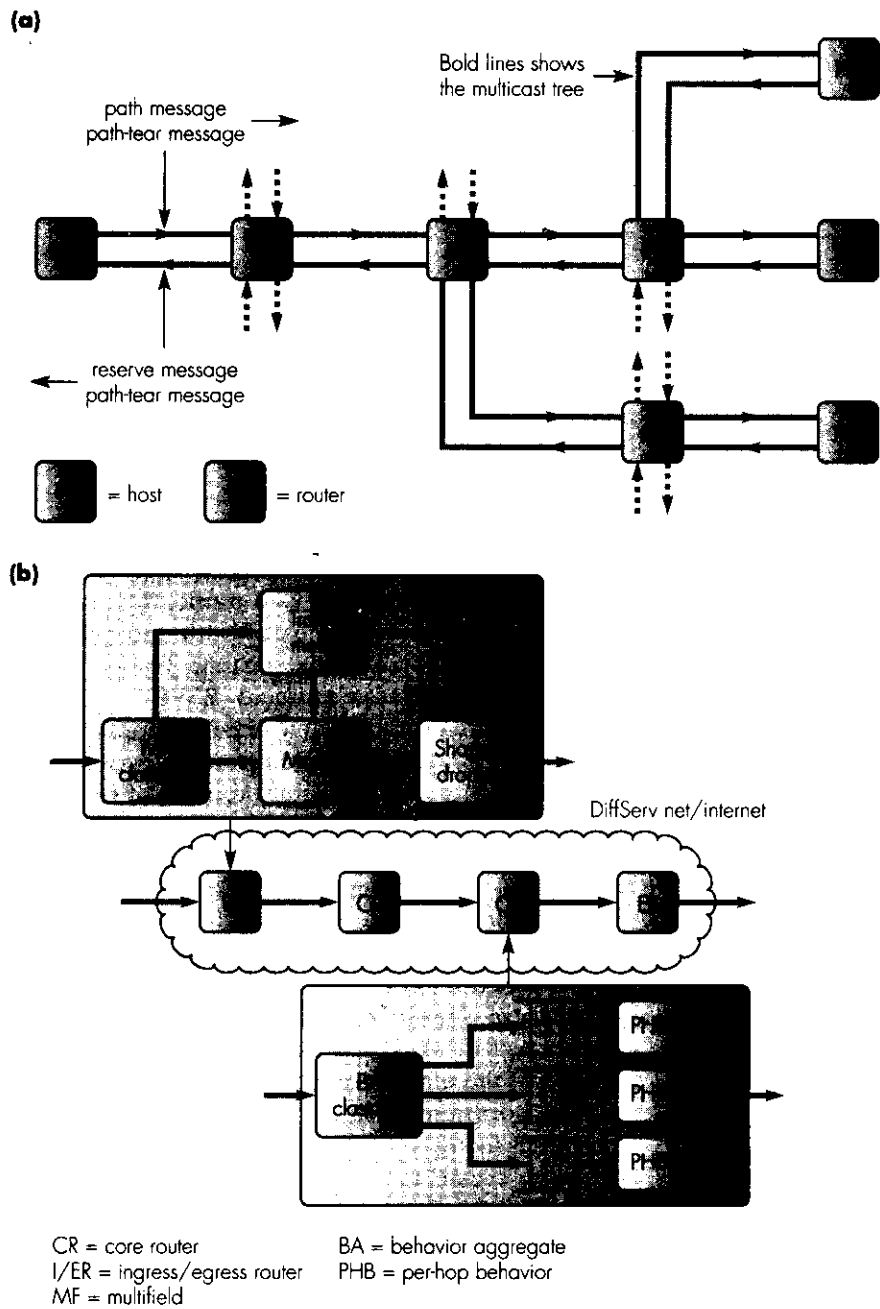 (a)
Bold lines shows
the multicast tree
path message
path-tear message
reserve message
path-tear message
= host
= router
(b)
DiffServ net/internet
CR = core router
BA = behavior aggregate
I/ER = ingress/egress router
PHB = per-hop behavior
MF = multifield